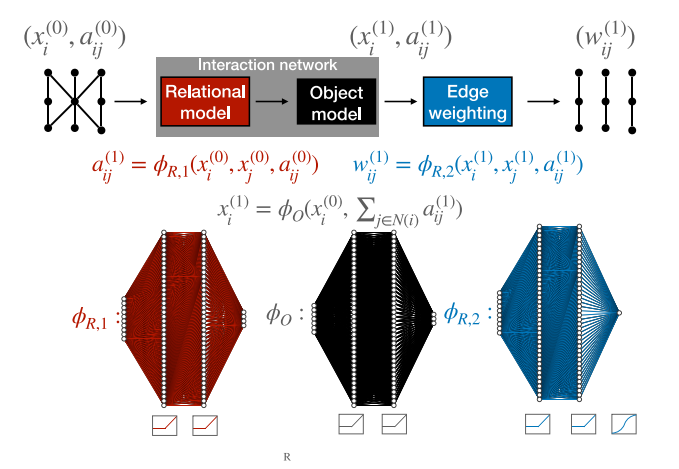 (x_i^{(0)}, a_{ij}^{(0)}) (x_i^{(1)}, a_{ij}^{(1)}) (w_{ij}^{(1)})
Interaction network
Relational model
Object model
Edge weighting
a_{ij}^{(1)} = ϕ_{R,1}(x_i^{(0)}, x_j^{(0)}, a_{ij}^{(0)}) w_{ij}^{(1)} = ϕ_{R,2}(x_i^{(1)}, x_j^{(1)}, a_{ij}^{(1)})
x_i^{(1)} = ϕ_O(x_i^{(0)}, ∑_{j∈N(i)} a_{ij}^{(1)})
ϕ_{R,1} : ϕ_O : ϕ_{R,2} :
R